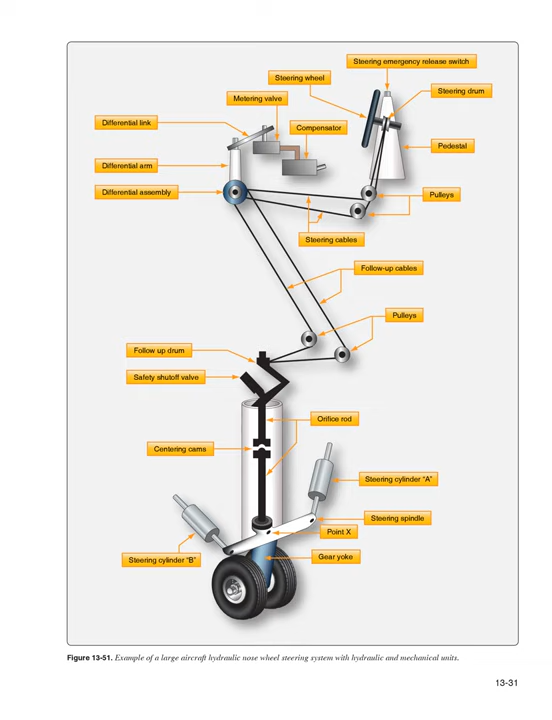 Steering emergency release switch
Steering wheel
Steering drum
Metering valve
Differential link
Compensator
Pedestal
Differential arm
Differential assembly
Pulleys
Steering cables
Follow-up cables
Pulleys
Follow up drum
Safety shutoff valve
Orifice rod
Centering cams
Steering cylinder “A”
Steering spindle
Point X
Steering cylinder “B”
Gear yoke
Figure 13-51. Example of a large aircraft hydraulic nose wheel steering system with hydraulic and mechanical units.
13-31